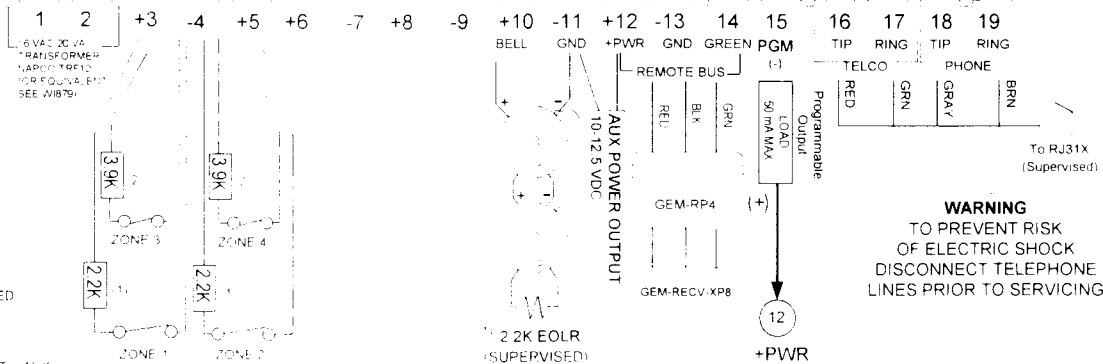 1 2 +3 -4 +5 +6 -7 +8 -9 +10 -11 +12 -13 14 15 16 17 18 19
BELL GND +PWR GND GREEN PGM TIP RING TIP RING
(-)
16 VAC 20 VA
TRANSFORMER
NAPCO TRF12
(OR EQUIVALENT
SEE WI879)
REMOTE BUS
TELCO PHONE
+ -
10-12.5 VDC
AUX POWER OUTPUT
RED
BLK
GRN
LOAD
50 mA MAX
Programmable
Output
RED
GRN
GRAY
BRN
To RJ31X
(Supervised)
3.9K
3.9K
ZONE 3
ZONE 4
+ -
GEM-RP4
(+)
WARNING
TO PREVENT RISK
OF ELECTRIC SHOCK
DISCONNECT TELEPHONE
LINES PRIOR TO SERVICING
2.2K
2.2K
ZONE 1
ZONE 2
GEM-RECV-XP8
2.2K EOLR
(SUPERVISED)
12
+PWR